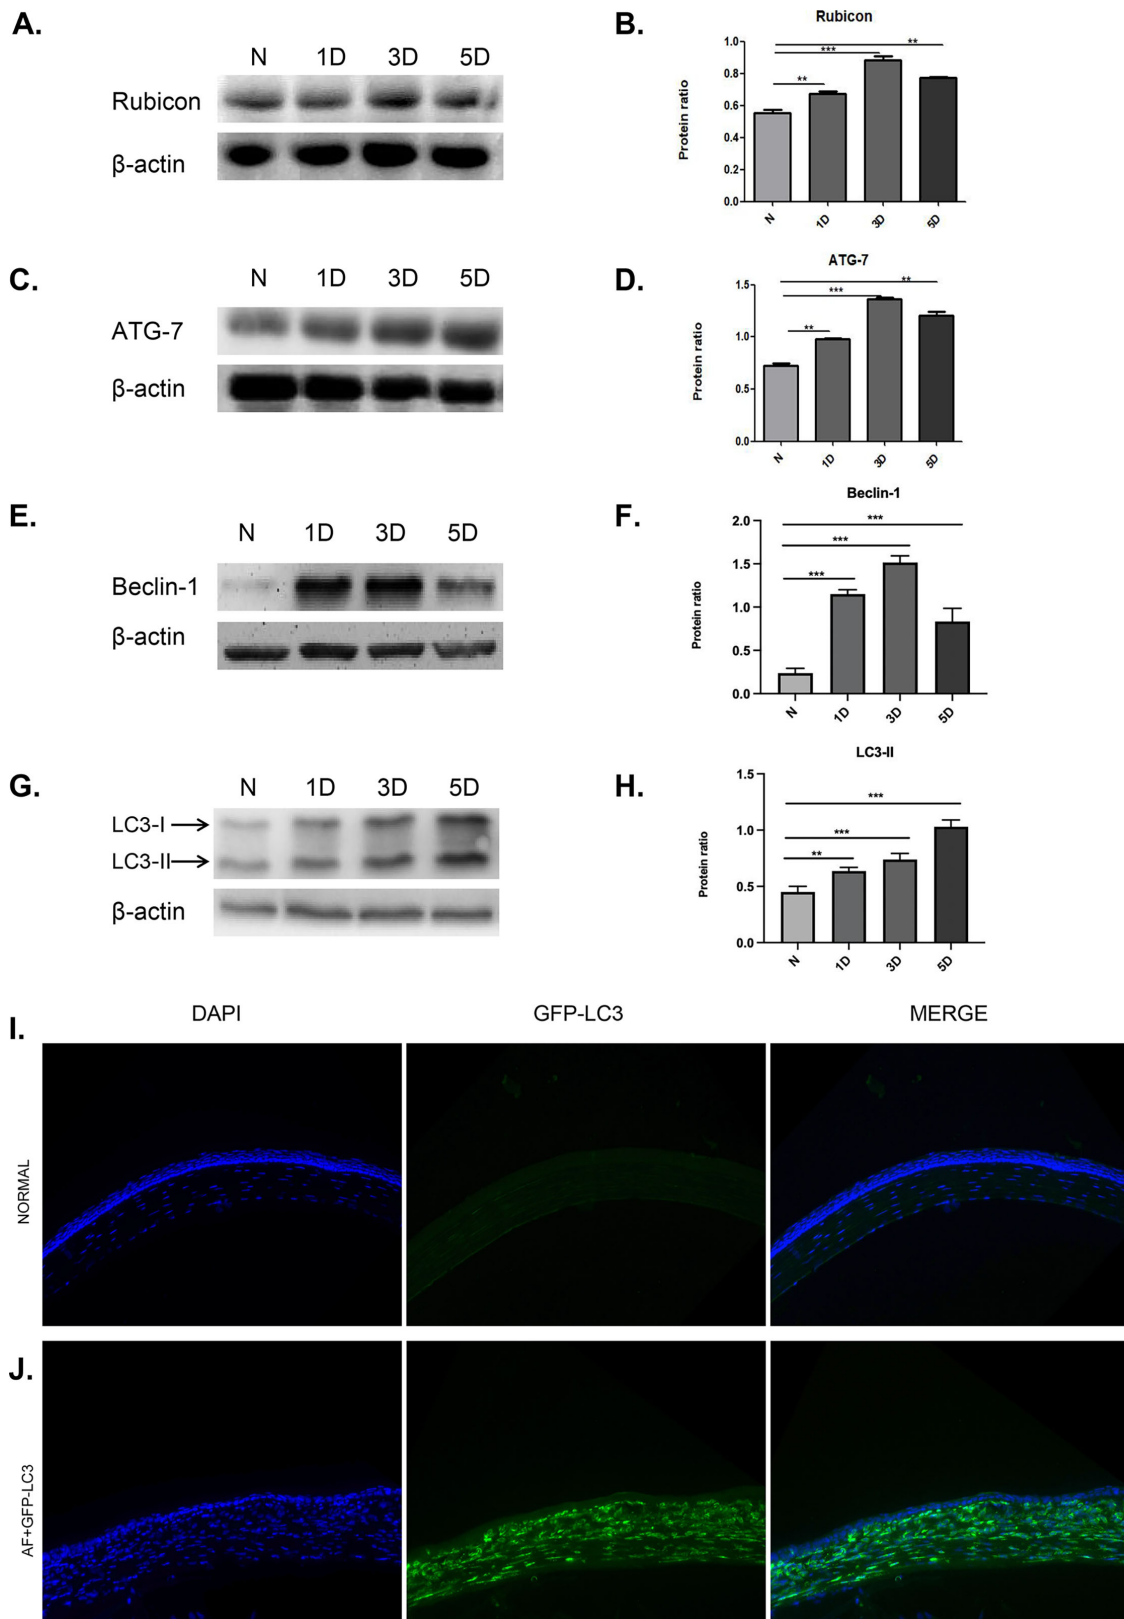 A.
N 1D 3D 5D
Rubicon
β-actin
B.
Rubicon
Protein ratio
1.0
0.8
0.6
0.4
0.2
0.0
**
***
**
N 1D 3D 5D
C.
N 1D 3D 5D
ATG-7
β-actin
D.
ATG-7
Protein ratio
1.5
1.0
0.5
0.0
**
***
**
N 1D 3D 5D
E.
N 1D 3D 5D
Beclin-1
β-actin
F.
Beclin-1
Protein ratio
2.0
1.5
1.0
0.5
0.0
***
***
***
N 1D 3D 5D
G.
N 1D 3D 5D
LC3-I
LC3-II
β-actin
H.
LC3-II
Protein ratio
1.5
1.0
0.5
0.0
***
***
**
N 1D 3D 5D
I.
DAPI GFP-LC3 MERGE
NORMAL
J.
AF+GFP-LC3